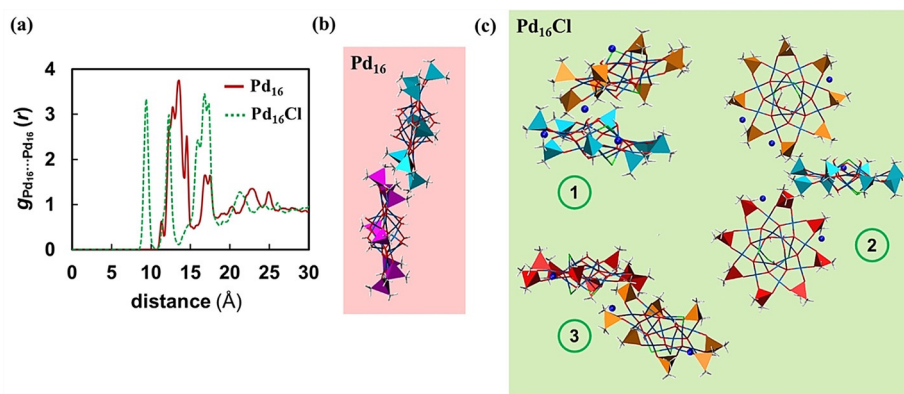 (a)
4
3
2
1
0
g Pd₁₆···Pd₁₆ (r)
Pd₁₆
Pd₁₆Cl
0 5 10 15 20 25 30
distance (Å)
(b)
Pd₁₆
(c)
Pd₁₆Cl
1
2
3